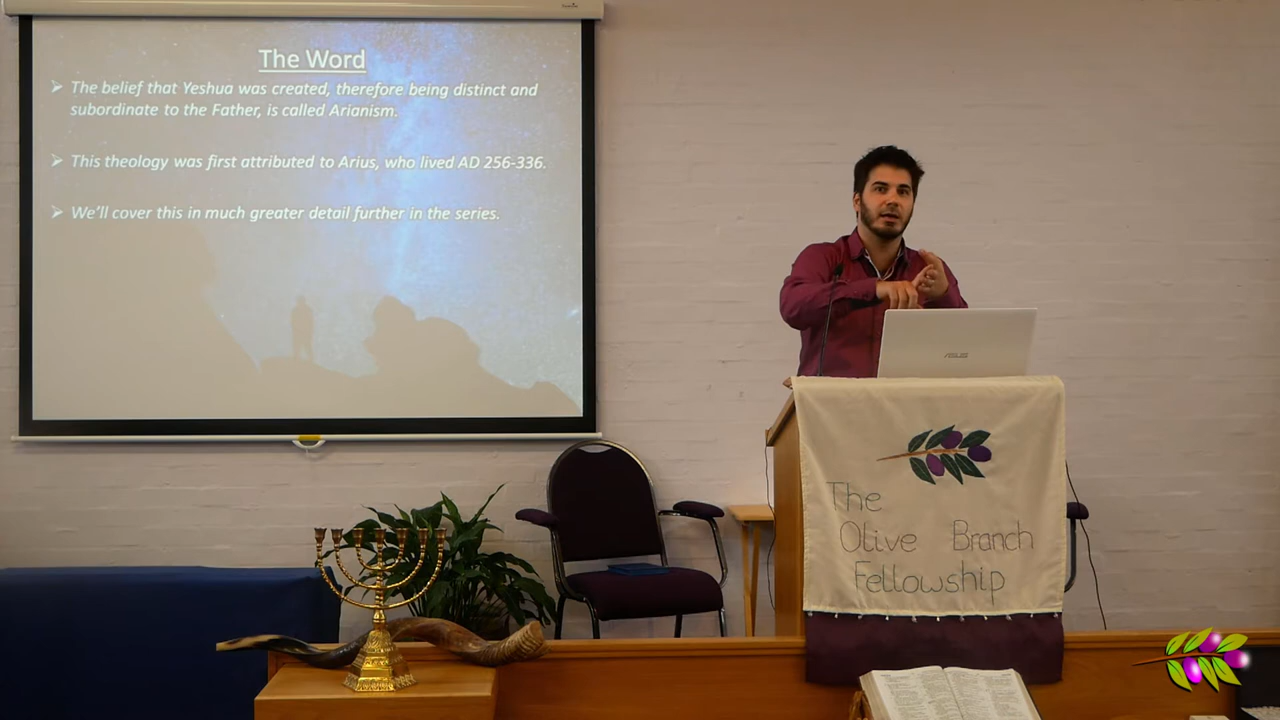 The Word
➢ The belief that Yeshua was created, therefore being distinct and
subordinate to the Father, is called Arianism.
➢ This theology was first attributed to Arius, who lived AD 256-336.
➢ We'll cover this in much greater detail further in the series.
ASUS
The
Olive Branch
Fellowship